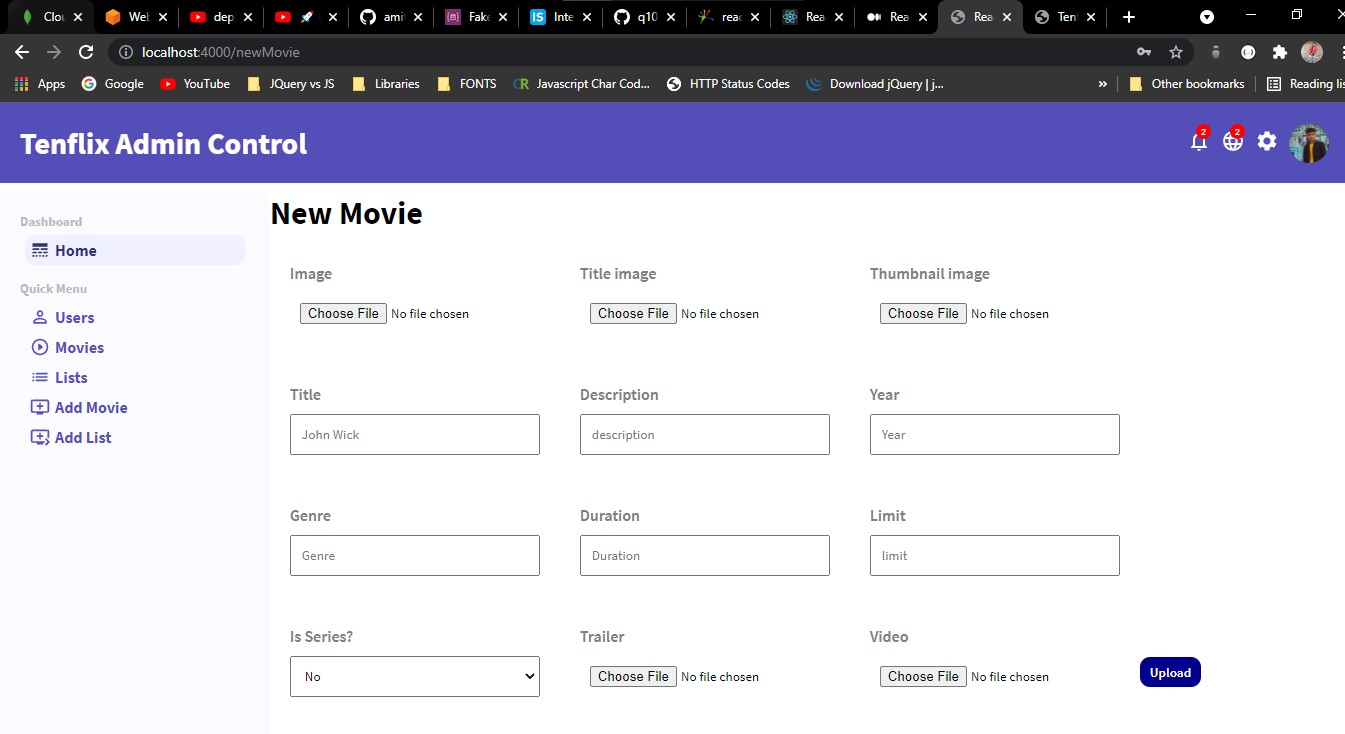 Clou Web dep 🚀 ami Fake Inte q10 reac Rea Rea Rea Ten
localhost:4000/newMovie
Apps Google YouTube JQuery vs JS Libraries FONTS Javascript Char Cod... HTTP Status Codes Download jQuery | j... » Other bookmarks Reading lis
Tenflix Admin Control
2 2
Dashboard
Home
Quick Menu
Users
Movies
Lists
Add Movie
Add List
New Movie
Image Title image Thumbnail image
Choose File No file chosen Choose File No file chosen Choose File No file chosen
Title Description Year
John Wick description Year
Genre Duration Limit
Genre Duration limit
Is Series? Trailer Video
No Choose File No file chosen Choose File No file chosen Upload